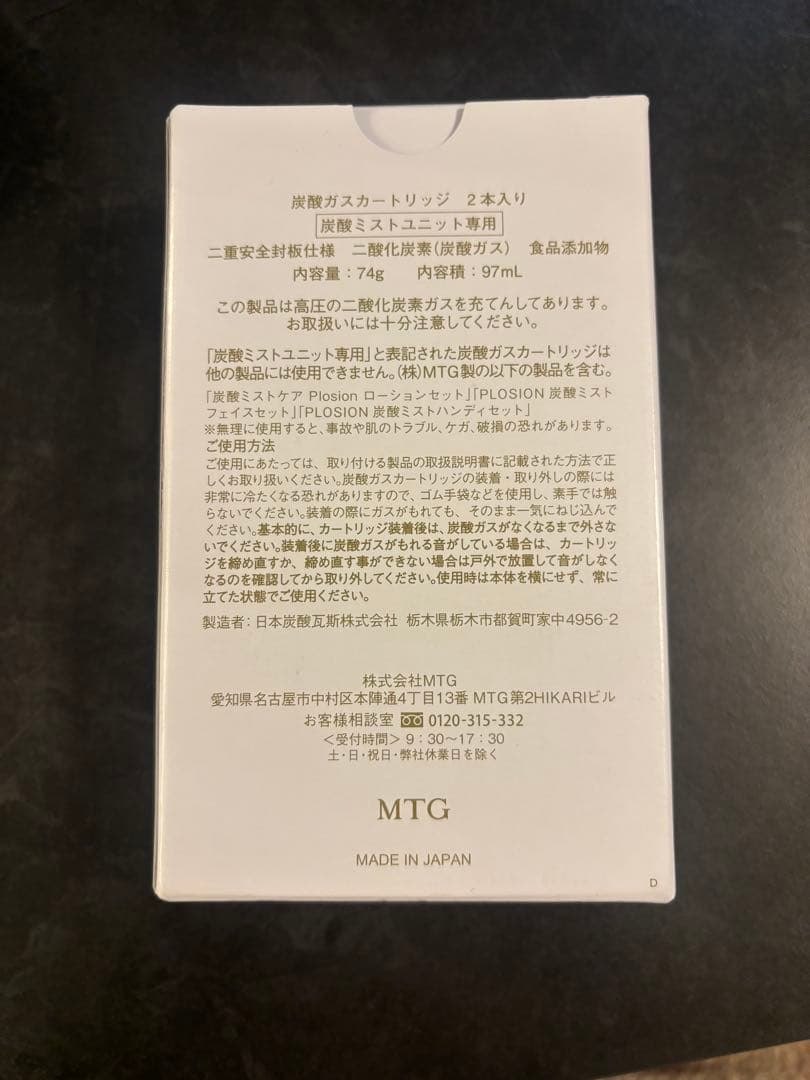 炭酸ガスカートリッジ 2本入り
炭酸ミストユニット専用
二重安全封板仕様 二酸化炭素(炭酸ガス) 食品添加物
内容量：74g 内容積：97mL
この製品は高圧の二酸化炭素ガスを充てんしてあります。
お取扱いには十分注意してください。
「炭酸ミストユニット専用」と表記された炭酸ガスカートリッジは
他の製品には使用できません。(株)MTG製の以下の製品を含む。
「炭酸ミストケア Plosion ローションセット」「PLOSION 炭酸ミスト
フェイスセット」「PLOSION 炭酸ミストハンディセット」
※無理に使用すると、事故や肌のトラブル、ケガ、破損の恐れがあります。
ご使用方法
ご使用にあたっては、取り付ける製品の取扱説明書に記載された方法で正
しくお取り扱いください。炭酸ガスカートリッジの装着・取り外しの際には
非常に冷たくなる恐れがありますので、ゴム手袋などを使用し、素手では触
らないでください。装着の際にガスがもれても、そのまま一気にねじ込んで
ください。基本的に、カートリッジ装着後は、炭酸ガスがなくなるまで外さな
いでください。装着後に炭酸ガスがもれる音がしている場合は、カートリッ
ジを締め直すか、締め直す事ができない場合は戸外で放置して音がしなく
なるのを確認してから取り外してください。使用時は本体を横にせず、常に
立てた状態でご使用ください。
製造者：日本炭酸瓦斯株式会社 栃木県栃木市都賀町家中4956-2
株式会社MTG
愛知県名古屋市中村区本陣通4丁目13番 MTG第2HIKARIビル
お客様相談室 0120-315-332
＜受付時間＞9：30〜17：30
土・日・祝日・弊社休業日を除く
MTG
MADE IN JAPAN
D